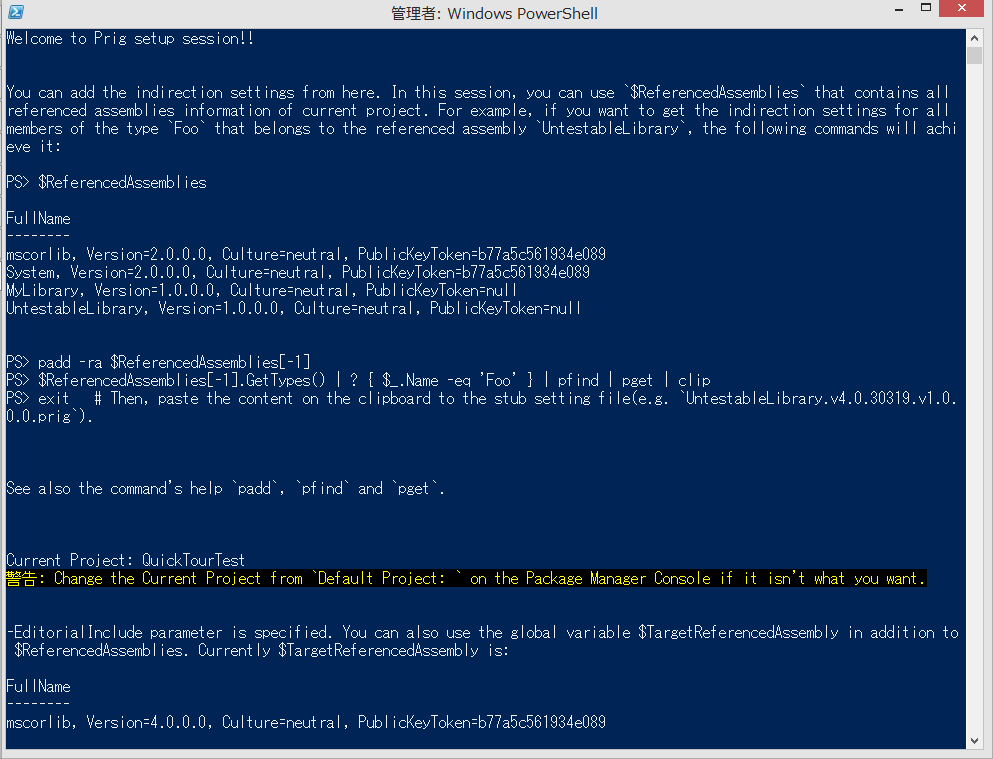 管理者: Windows PowerShell
Welcome to Prig setup session!!
You can add the indirection settings from here. In this session, you can use `$ReferencedAssemblies` that contains all
referenced assemblies information of current project. For example, if you want to get the indirection settings for all
members of the type `Foo` that belongs to the referenced assembly `UntestableLibrary`, the following commands will achi
eve it:
PS> $ReferencedAssemblies
FullName
--------
mscorlib, Version=2.0.0.0, Culture=neutral, PublicKeyToken=b77a5c561934e089
System, Version=2.0.0.0, Culture=neutral, PublicKeyToken=b77a5c561934e089
MyLibrary, Version=1.0.0.0, Culture=neutral, PublicKeyToken=null
UntestableLibrary, Version=1.0.0.0, Culture=neutral, PublicKeyToken=null
PS> padd -ra $ReferencedAssemblies[-1]
PS> $ReferencedAssemblies[-1].GetTypes() | ? { $_.Name -eq 'Foo' } | pfind | pget | clip
PS> exit   # Then, paste the content on the clipboard to the stub setting file(e.g. `UntestableLibrary.v4.0.30319.v1.0.
0.0.prig`).
See also the command's help `padd`, `pfind` and `pget`.
Current Project: QuickTourTest
警告: Change the Current Project from `Default Project: ` on the Package Manager Console if it isn't what you want.
-EditorialInclude parameter is specified. You can also use the global variable $TargetReferencedAssembly in addition to
 $ReferencedAssemblies. Currently $TargetReferencedAssembly is:
FullName
--------
mscorlib, Version=4.0.0.0, Culture=neutral, PublicKeyToken=b77a5c561934e089